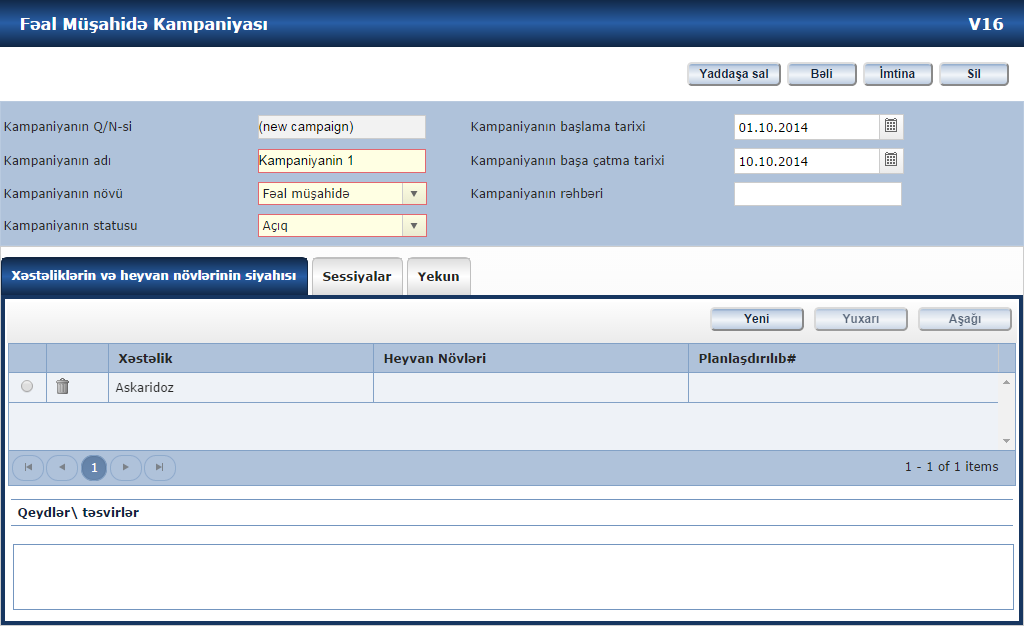 Fəal Müşahidə Kampaniyası V16
Yaddaşa sal Bəli İmtina Sil
Kampaniyanın Q/N-si (new campaign) Kampaniyanın başlama tarixi 01.10.2014
Kampaniyanın adı Kampaniyanin 1 Kampaniyanın başa çatma tarixi 10.10.2014
Kampaniyanın növü Fəal müşahidə Kampaniyanın rəhbəri
Kampaniyanın statusu Açıq
Xəstəliklərin və heyvan növlərinin siyahısı Sessiyalar Yekun
Yeni Yuxarı Aşağı
Xəstəlik Heyvan Növləri Planlaşdırılıb#
Askaridoz
1 1 - 1 of 1 items
Qeydlər\ təsvirlər